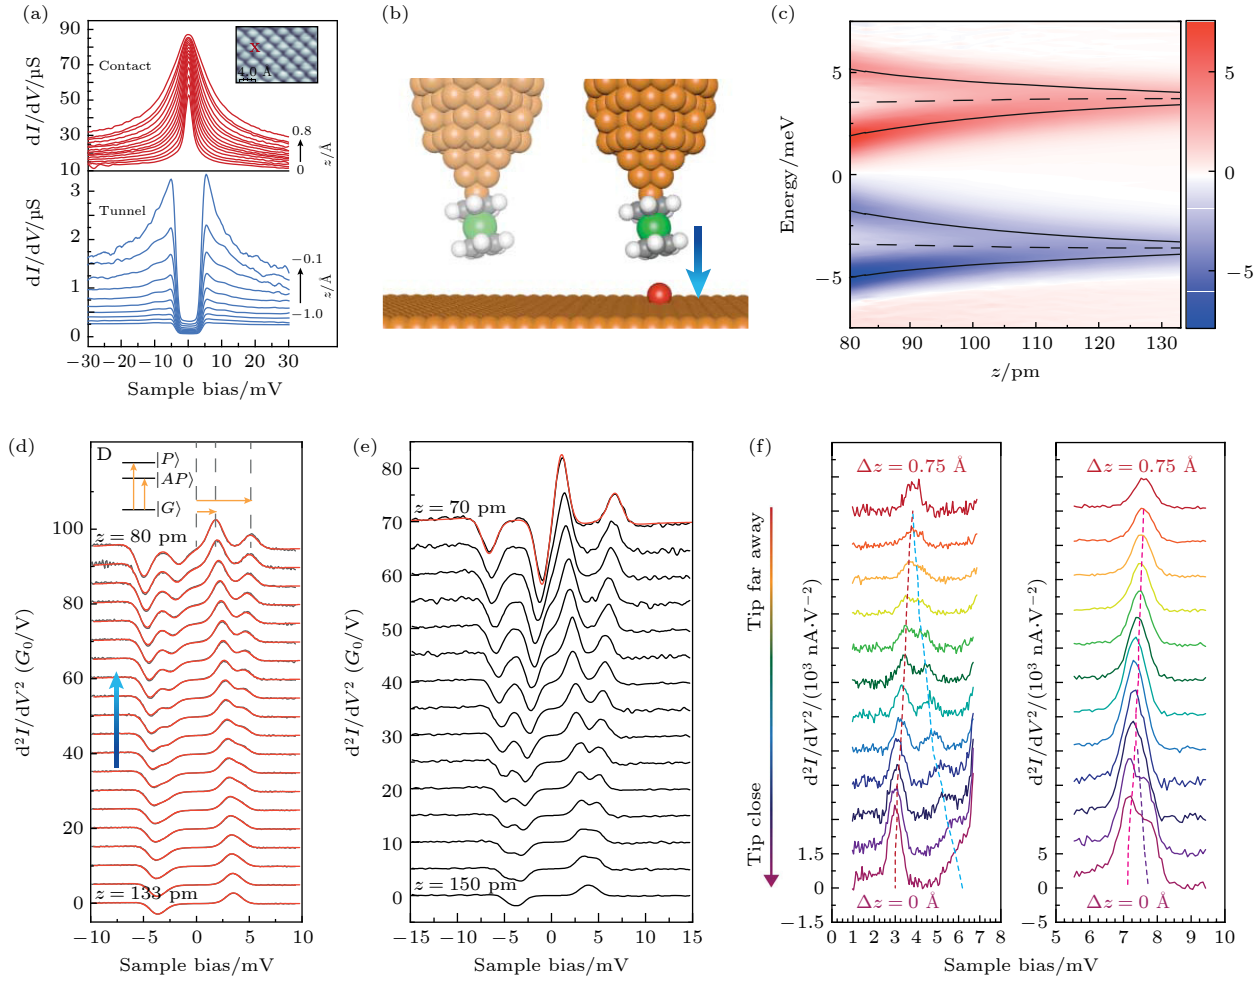 (a)
90
70
50
30
10
dI/dV/µS
Contact
4.0 Å
x
0.8
0
z/Å
3
2
1
0
dI/dV/µS
Tunnel
−0.1
−1.0
z/Å
−30 −20 −10 0 10 20 30
Sample bias/mV
(b)
(c)
5
0
−5
Energy/meV
80 90 100 110 120 130
z/pm
5
0
−5
(d)
D
|P⟩
|AP⟩
|G⟩
z = 80 pm
z = 133 pm
100
80
60
40
20
0
d²I/dV² (G₀/V)
−10 −5 0 5 10
Sample bias/mV
(e)
z = 70 pm
z = 150 pm
80
70
60
50
40
30
20
10
0
d²I/dV² (G₀/V)
−15 −10 −5 0 5 10 15
Sample bias/mV
(f)
Tip far away
Tip close
Δz = 0.75 Å
Δz = 0 Å
1.5
0
−1.5
d²I/dV²/(10³ nA·V⁻²)
0 1 2 3 4 5 6 7 8
Δz = 0.75 Å
Δz = 0 Å
5
0
−5
d²I/dV²/(10³ nA·V⁻²)
5 6 7 8 9 10
Sample bias/mV